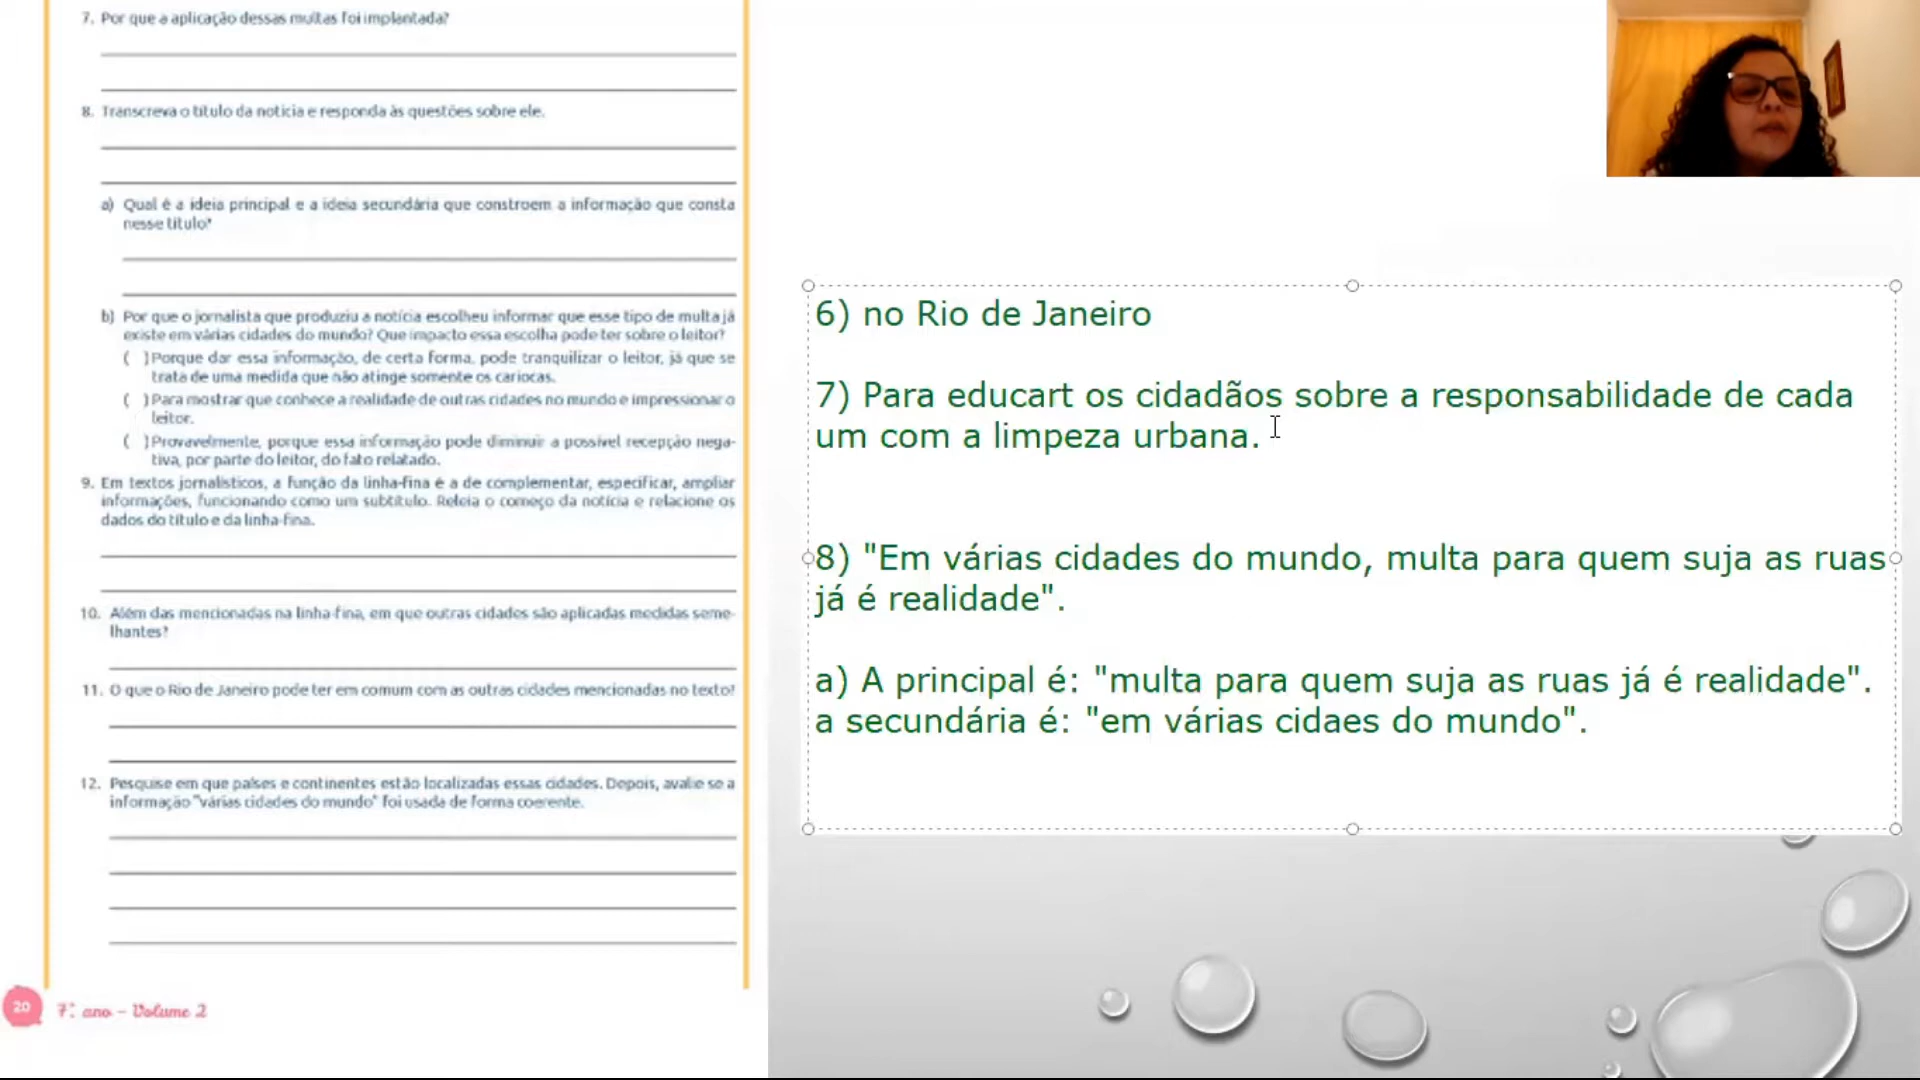 7. Por que a aplicação dessas multas foi implantada?
8. Transcreva o título da notícia e responda às questões sobre ele.
a) Qual é a ideia principal e a ideia secundária que constroem a informação que consta
nesse título?
b) Por que o jornalista que produziu a notícia escolheu informar que esse tipo de multa já
existe em várias cidades do mundo? Que impacto essa escolha pode ter sobre o leitor?
( ) Porque dar essa informação, de certa forma, pode tranquilizar o leitor, já que se
trata de uma medida que não atinge somente os cariocas.
( ) Para mostrar que conhece a realidade de outras cidades no mundo e impressionar o
leitor.
( ) Provavelmente, porque essa informação pode diminuir a possível recepção nega-
tiva, por parte do leitor, do fato relatado.
9. Em textos jornalísticos, a função da linha-fina é a de complementar, especificar, ampliar
informações, funcionando como um subtítulo. Releia o começo da notícia e relacione os
dados do título e da linha-fina.
10. Além das mencionadas na linha-fina, em que outras cidades são aplicadas medidas seme-
lhantes?
11. O que o Rio de Janeiro pode ter em comum com as outras cidades mencionadas no texto?
12. Pesquise em que países e continentes estão localizadas essas cidades. Depois, avalie se a
informação "várias cidades do mundo" foi usada de forma coerente.
20 7º. ano – Volume 2
6) no Rio de Janeiro
7) Para educart os cidadãos sobre a responsabilidade de cada
um com a limpeza urbana.
8) "Em várias cidades do mundo, multa para quem suja as ruas
já é realidade".
a) A principal é: "multa para quem suja as ruas já é realidade".
a secundária é: "em várias cidaes do mundo".